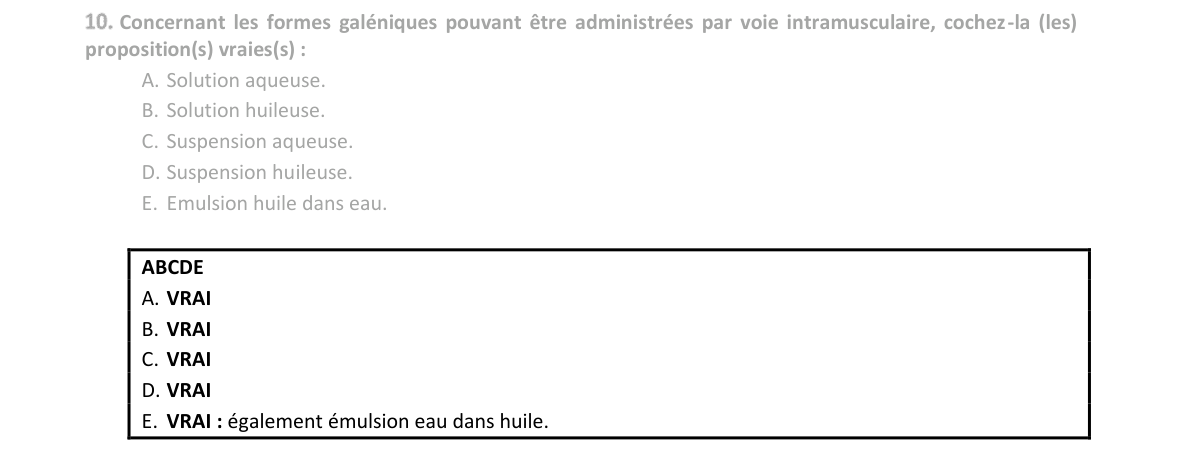 10. Concernant les formes galéniques pouvant être administrées par voie intramusculaire, cochez-la (les)
proposition(s) vraies(s) :
A. Solution aqueuse.
B. Solution huileuse.
C. Suspension aqueuse.
D. Suspension huileuse.
E. Emulsion huile dans eau.
ABCDE
A. VRAI
B. VRAI
C. VRAI
D. VRAI
E. VRAI : également émulsion eau dans huile.